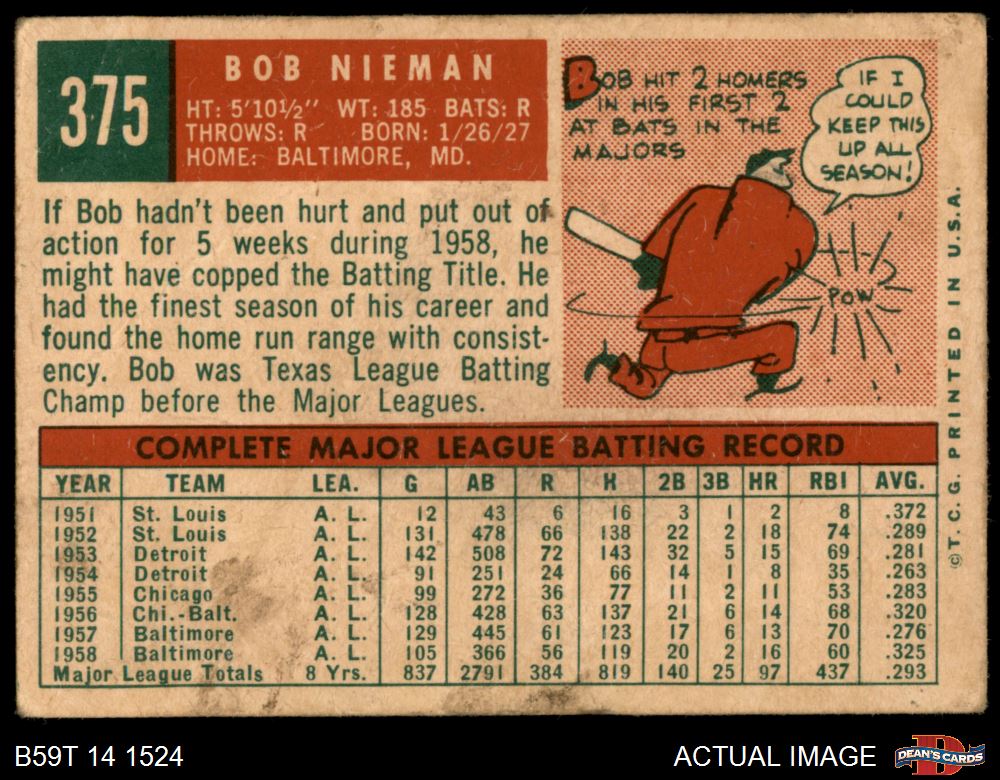 375
BOB NIEMAN
HT: 5'10½" WT: 185 BATS: R
THROWS: R BORN: 1/26/27
HOME: BALTIMORE, MD.
BOB HIT 2 HOMERS
IN HIS FIRST 2
AT BATS IN THE
MAJORS
IF I
COULD
KEEP THIS
UP ALL
SEASON!
POW
If Bob hadn't been hurt and put out of
action for 5 weeks during 1958, he
might have copped the Batting Title. He
had the finest season of his career and
found the home run range with consist-
ency. Bob was Texas League Batting
Champ before the Major Leagues.
COMPLETE MAJOR LEAGUE BATTING RECORD
YEAR TEAM LEA. G AB R H 2B 3B HR RBI AVG.
1951 St. Louis A. L. 12 43 6 16 3 1 2 8 .372
1952 St. Louis A. L. 131 478 66 138 22 2 18 74 .289
1953 Detroit A. L. 142 508 72 143 32 5 15 69 .281
1954 Detroit A. L. 91 251 24 66 14 1 8 35 .263
1955 Chicago A. L. 99 272 36 77 11 2 11 53 .283
1956 Chi.-Balt. A. L. 128 428 63 137 21 6 14 68 .320
1957 Baltimore A. L. 129 445 61 123 17 6 13 70 .276
1958 Baltimore A. L. 105 366 56 119 20 2 16 60 .325
Major League Totals 8 Yrs. 837 2791 384 819 140 25 97 437 .293
© T. C. G. PRINTED IN U.S.A.
B59T 14 1524
ACTUAL IMAGE
DEAN'S CARDS